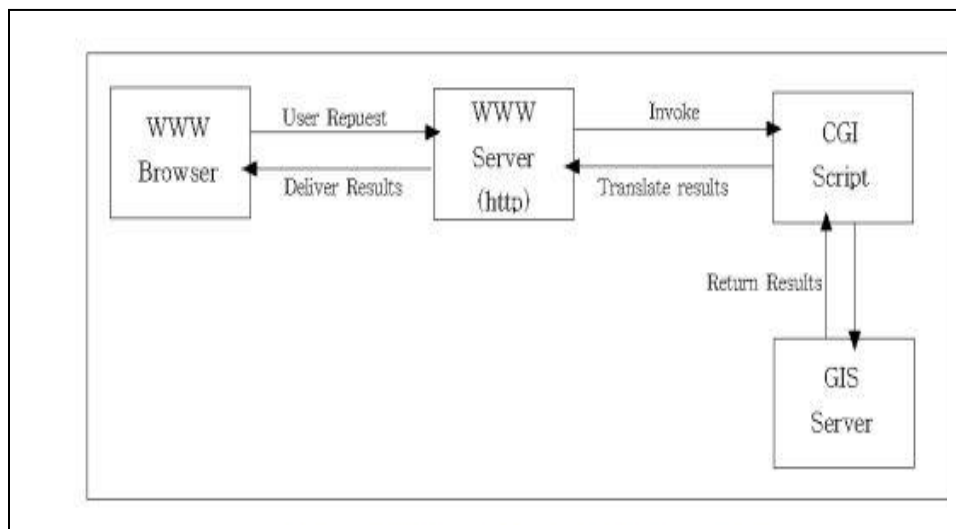 WWW
Browser
User Repuest
Deliver Results
WWW
Server
(http)
Invoke
Translate results
CGI
Script
Return Results
GIS
Server